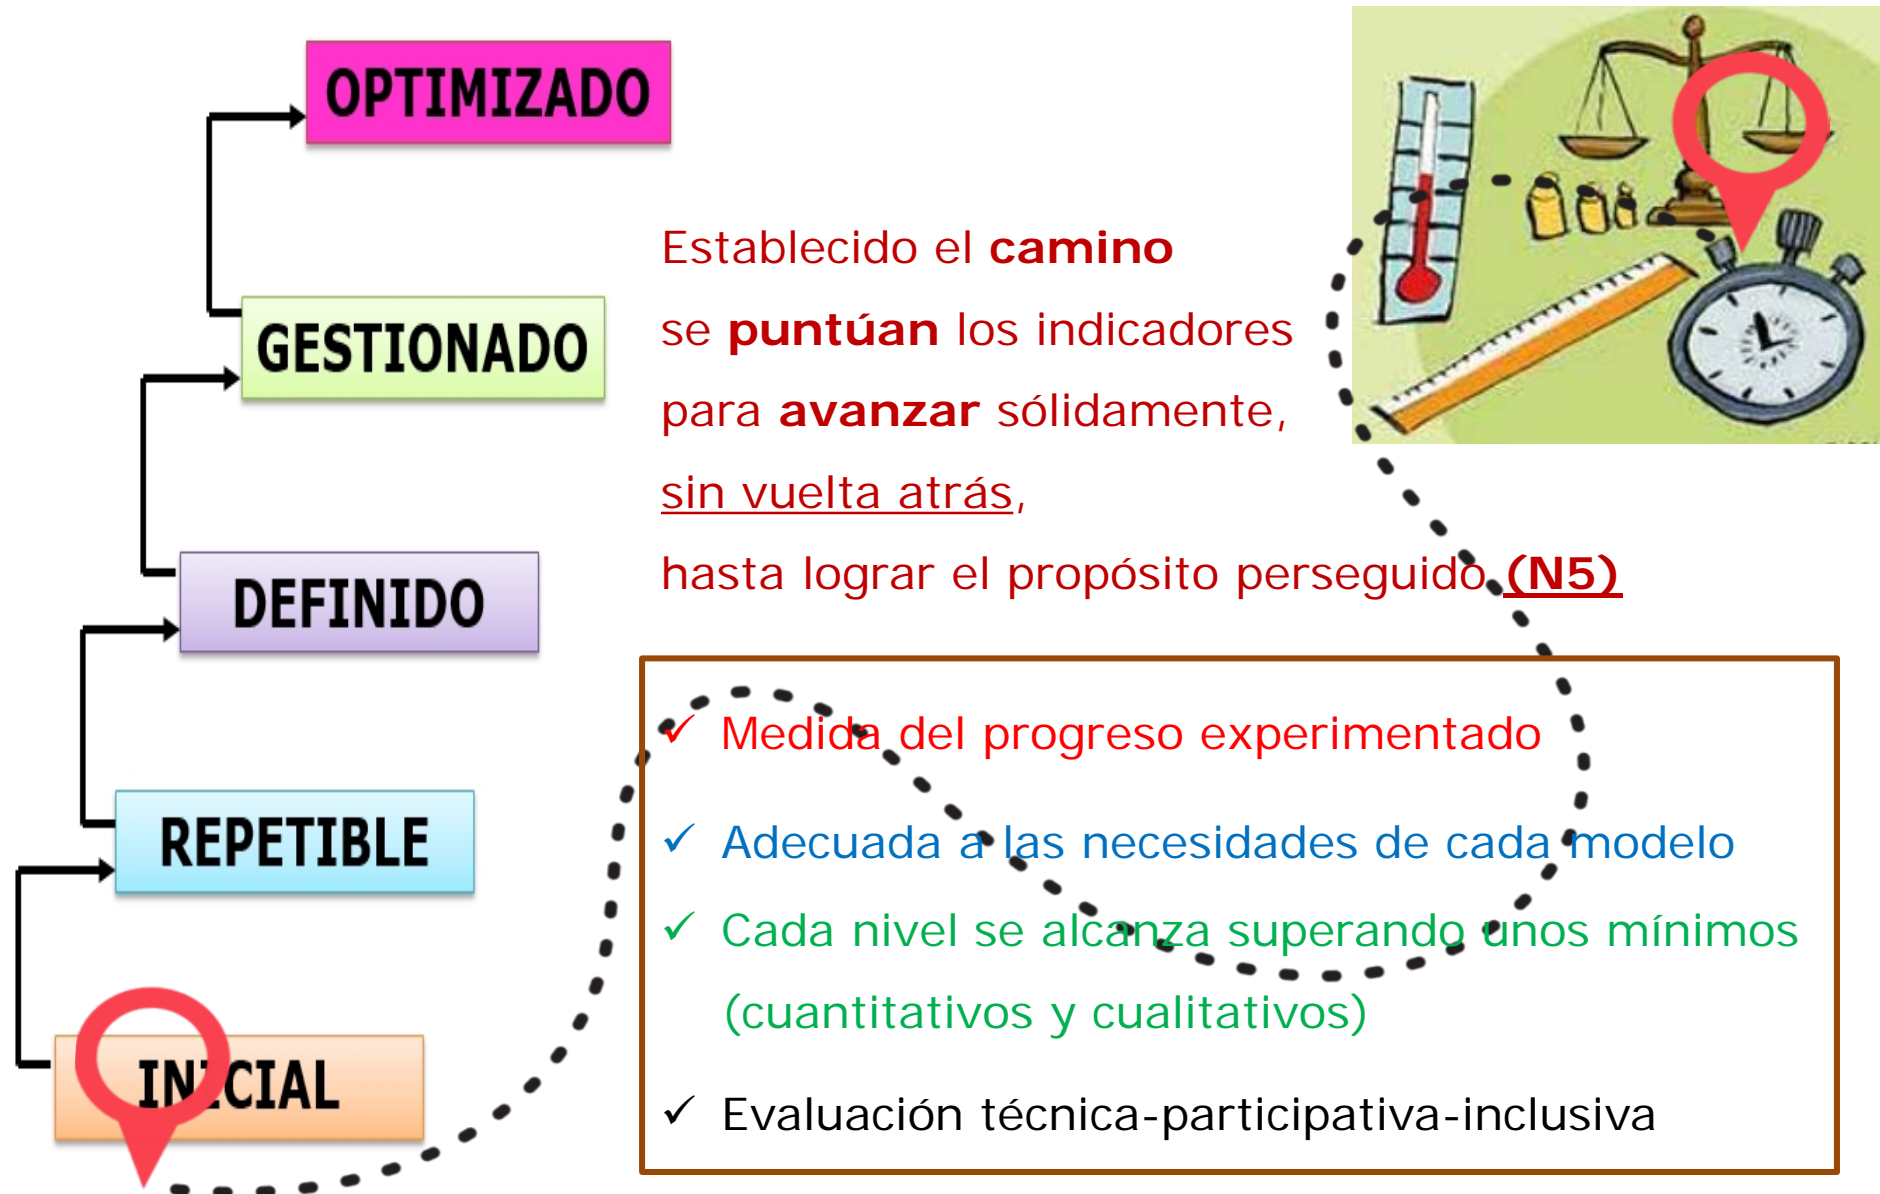 OPTIMIZADO
GESTIONADO
DEFINIDO
REPETIBLE
INICIAL
Establecido el camino
se puntúan los indicadores
para avanzar sólidamente,
sin vuelta atrás,
hasta lograr el propósito perseguido (N5)
✓ Medida del progreso experimentado
✓ Adecuada a las necesidades de cada modelo
✓ Cada nivel se alcanza superando unos mínimos
(cuantitativos y cualitativos)
✓ Evaluación técnica-participativa-inclusiva